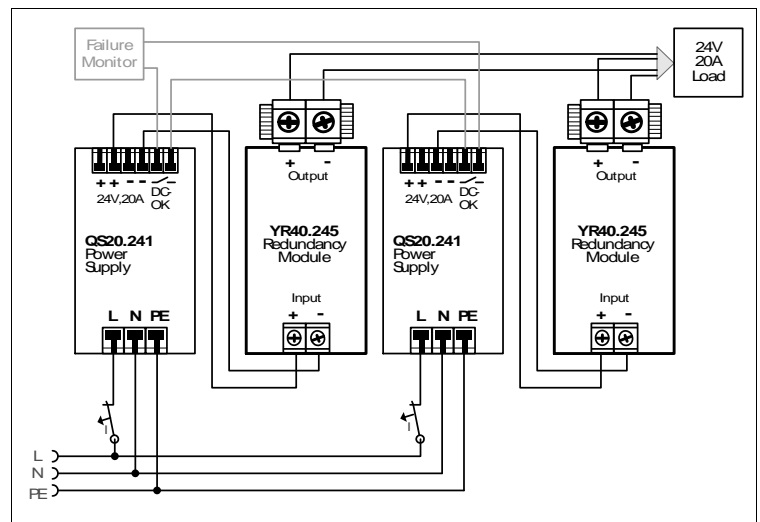 Failure
Monitor
24V
20A
Load
+ + - -
24V,20A
DC-
OK
QS20.241
Power
Supply
L N PE
+ -
Output
YR40.245
Redundancy
Module
Input
+ -
+ + - -
24V,20A
DC-
OK
QS20.241
Power
Supply
L N PE
+ -
Output
YR40.245
Redundancy
Module
Input
+ -
I
I
L
N
PE